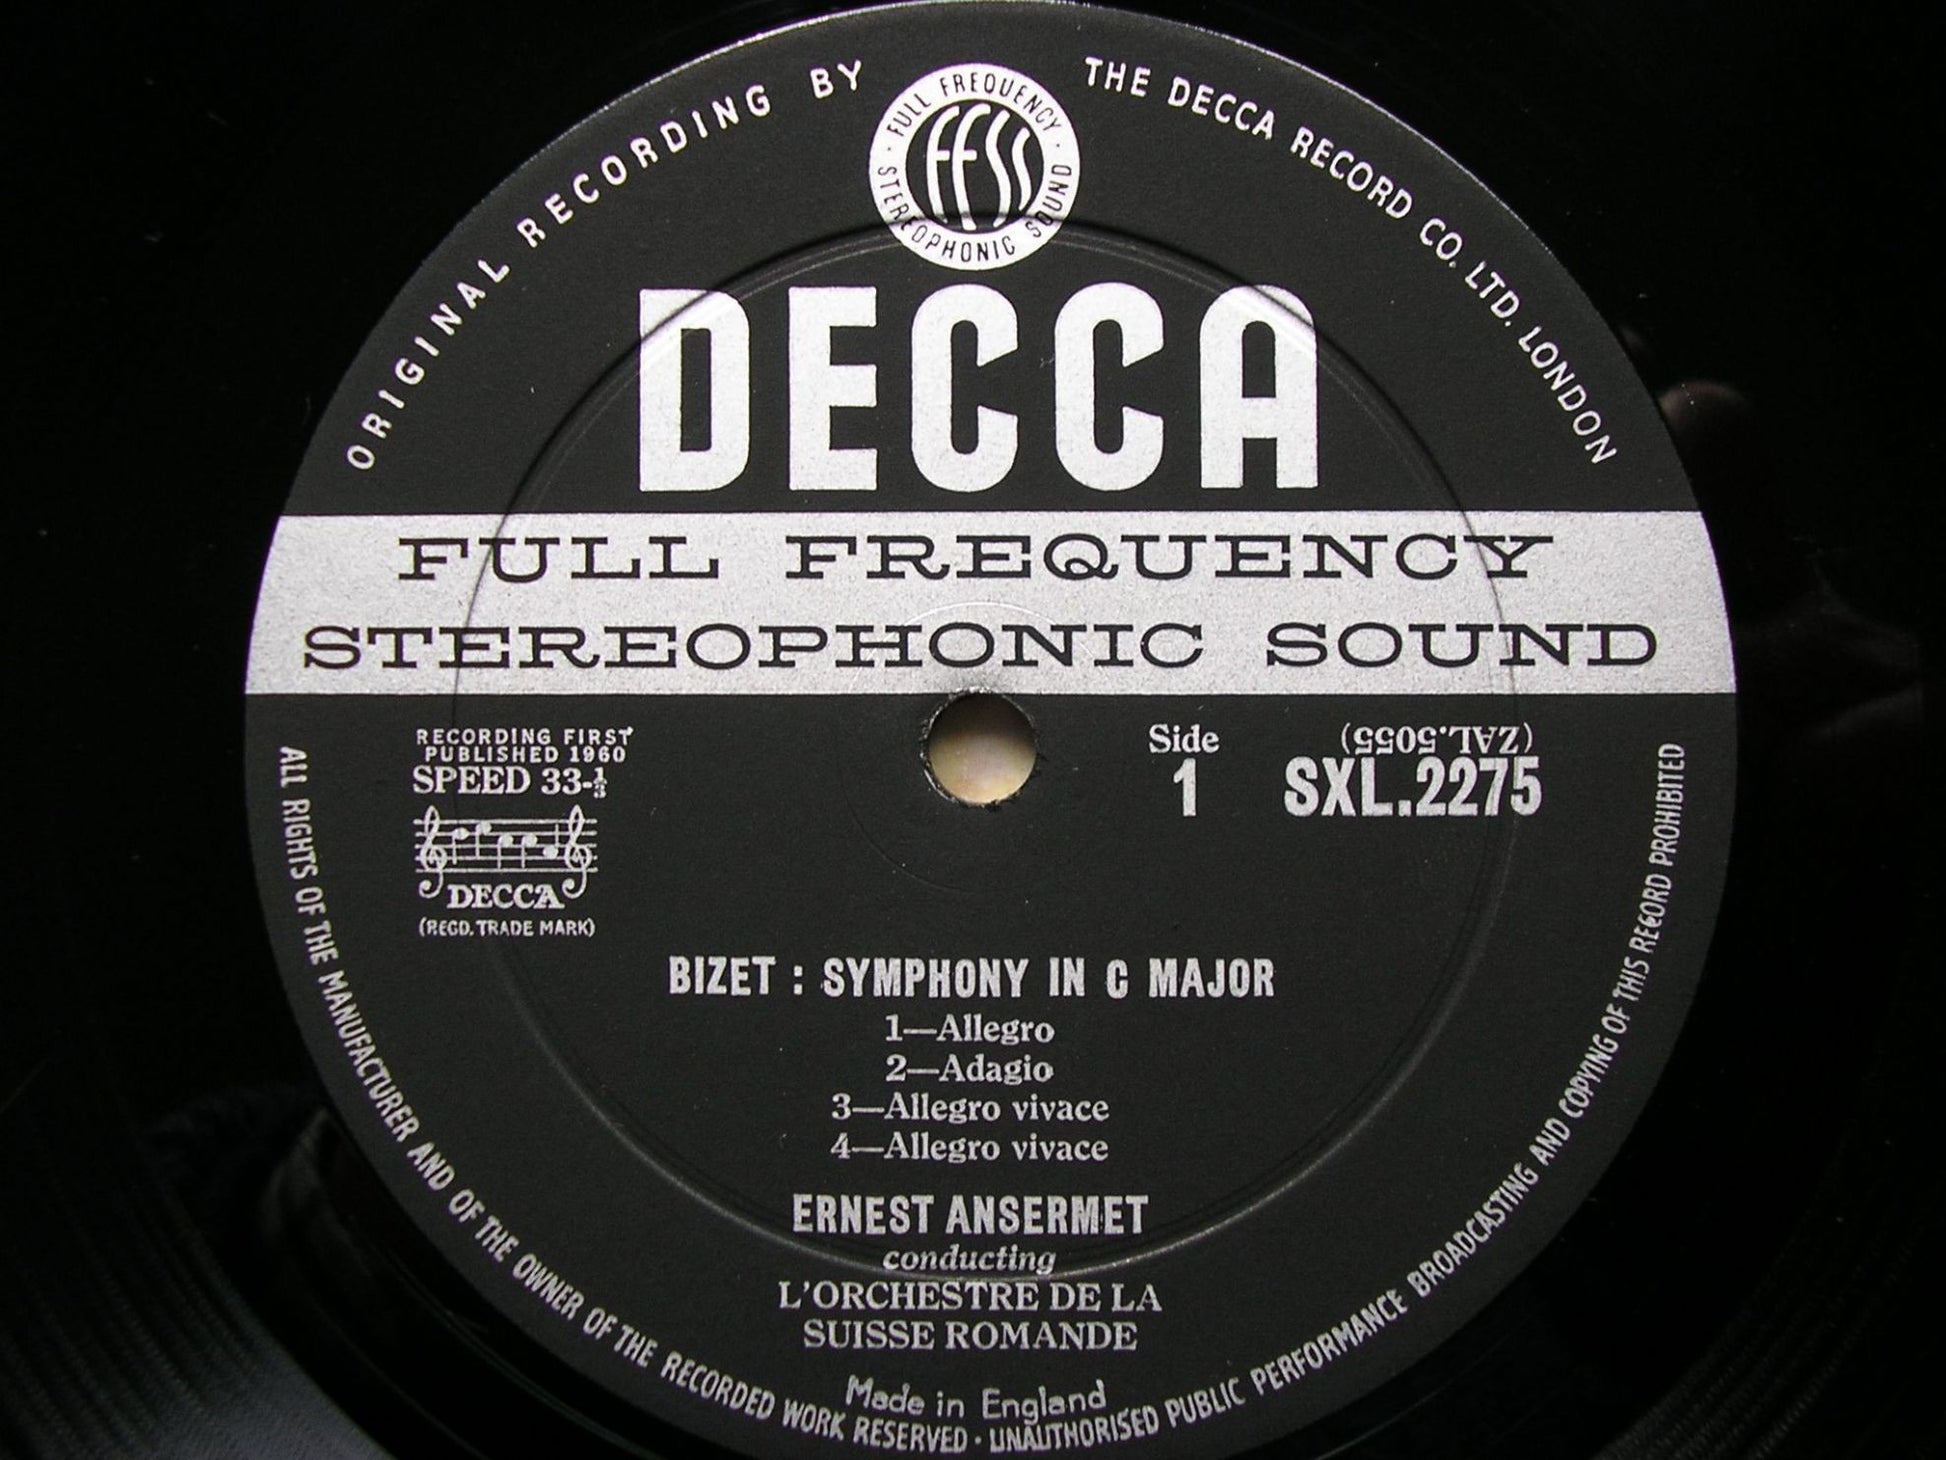 ORIGINAL RECORDING BY THE DECCA RECORD CO. LTD. LONDON
· FULL FREQUENCY · STEREOPHONIC SOUND
FFSS
DECCA
FULL FREQUENCY
STEREOPHONIC SOUND
RECORDING FIRST
PUBLISHED 1960
SPEED 33-⅓
DECCA
(REGD. TRADE MARK)
Side
1
(ZAL.5055)
SXL.2275
BIZET : SYMPHONY IN C MAJOR
1—Allegro
2—Adagio
3—Allegro vivace
4—Allegro vivace
ERNEST ANSERMET
conducting
L'ORCHESTRE DE LA
SUISSE ROMANDE
Made in England
ALL RIGHTS OF THE MANUFACTURER AND OF THE OWNER OF THE RECORDED WORK RESERVED · UNAUTHORISED PUBLIC PERFORMANCE BROADCASTING AND COPYING OF THIS RECORD PROHIBITED